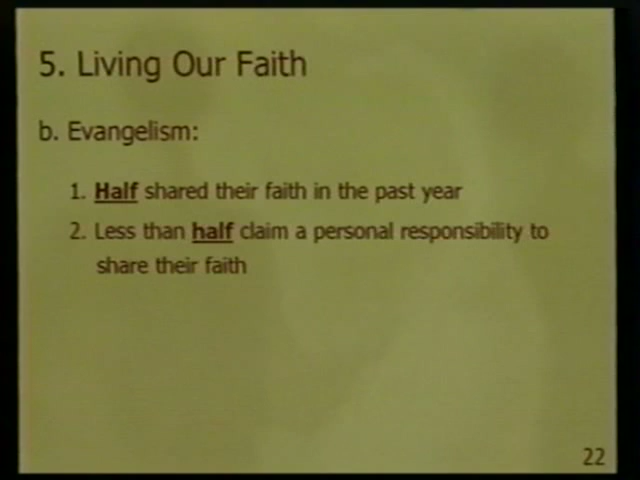 5. Living Our Faith
b. Evangelism:
1. Half shared their faith in the past year
2. Less than half claim a personal responsibility to
share their faith
22